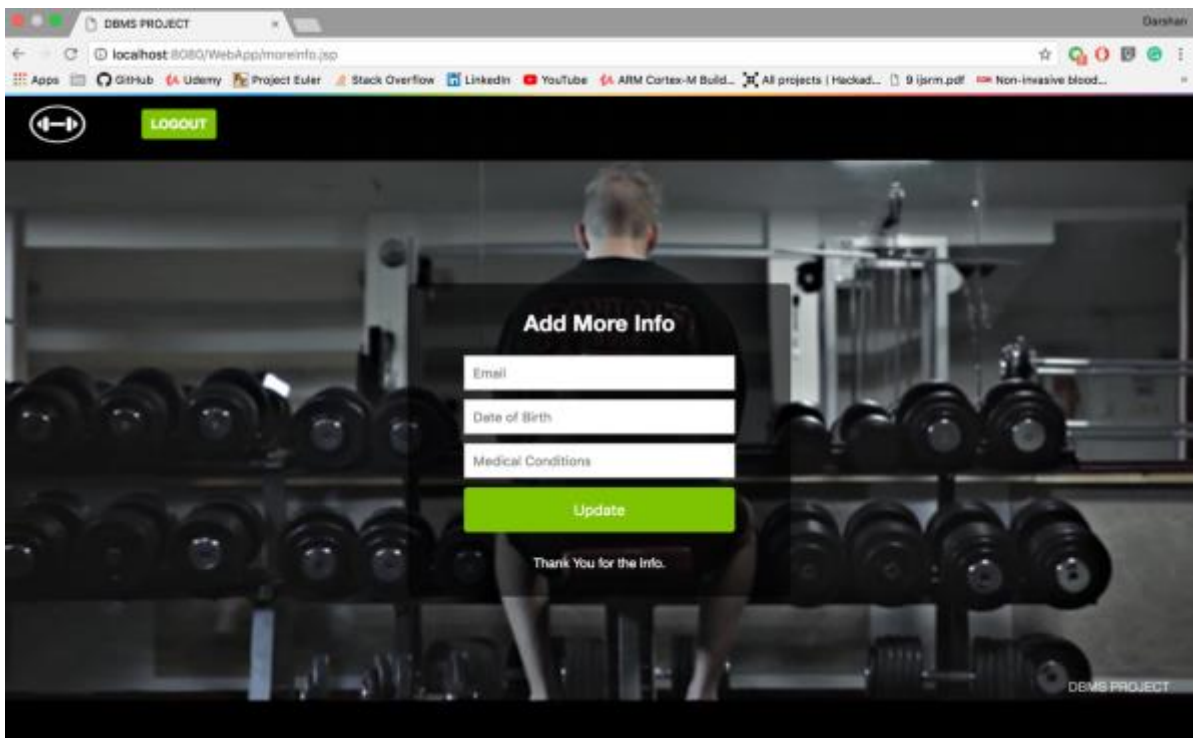 DBMS PROJECT
Darshan
localhost:8080/WebApp/moreinfo.jsp
Apps GitHub Udemy Project Euler Stack Overflow LinkedIn YouTube ARM Cortex-M Build... All projects | Hackad... 9 ijsrm.pdf Non-invasive blood...
LOGOUT
Add More Info
Email
Date of Birth
Medical Conditions
Update
Thank You for the Info.
DBMS PROJECT